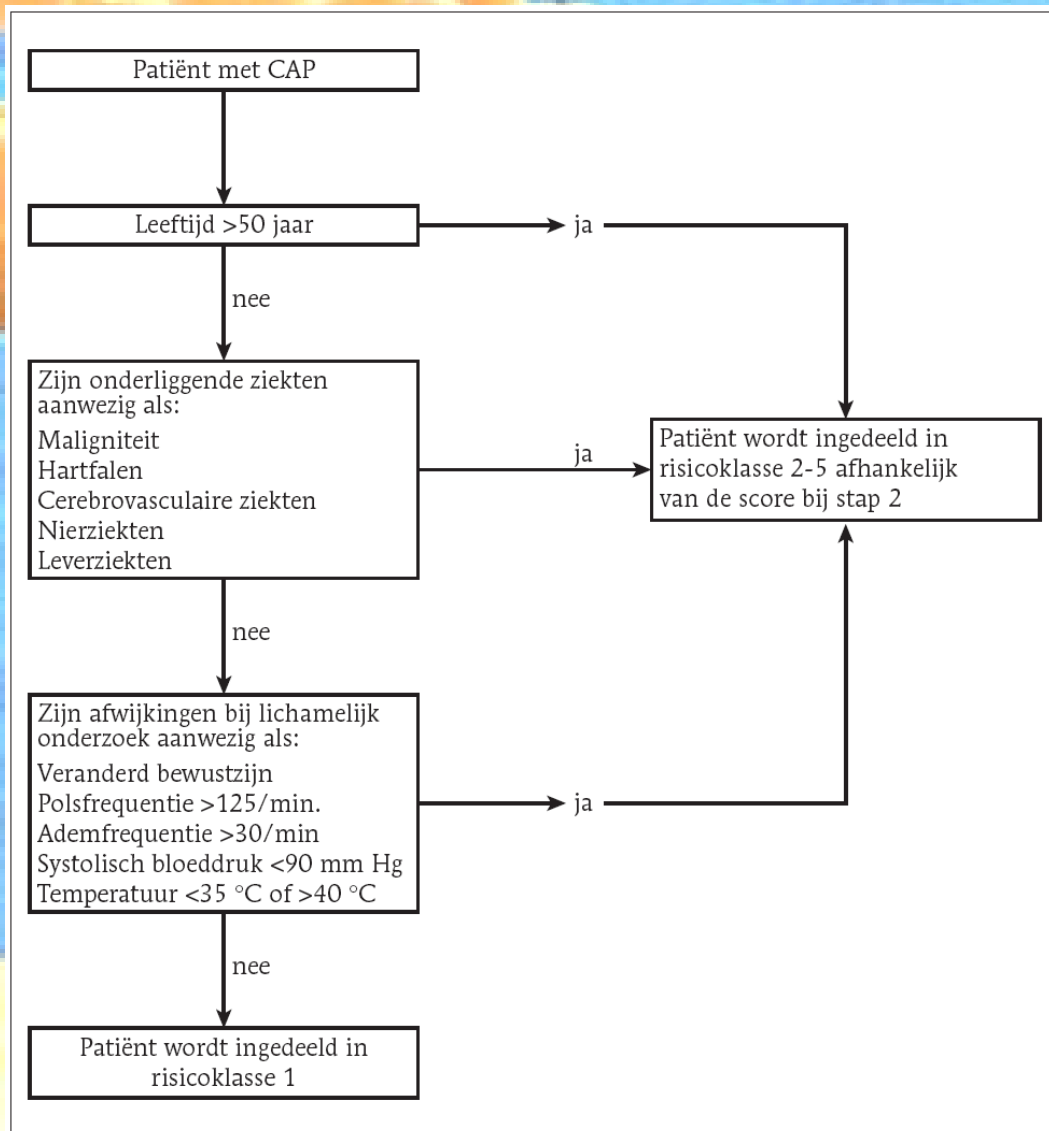 Patiënt met CAP
Leeftijd >50 jaar
ja
nee
Zijn onderliggende ziekten
aanwezig als:
Maligniteit
Hartfalen
Cerebrovasculaire ziekten
Nierziekten
Leverziekten
ja
Patiënt wordt ingedeeld in
risicoklasse 2-5 afhankelijk
van de score bij stap 2
nee
Zijn afwijkingen bij lichamelijk
onderzoek aanwezig als:
Veranderd bewustzijn
Polsfrequentie >125/min.
Ademfrequentie >30/min
Systolisch bloeddruk <90 mm Hg
Temperatuur <35 °C of >40 °C
ja
nee
Patiënt wordt ingedeeld in
risicoklasse 1